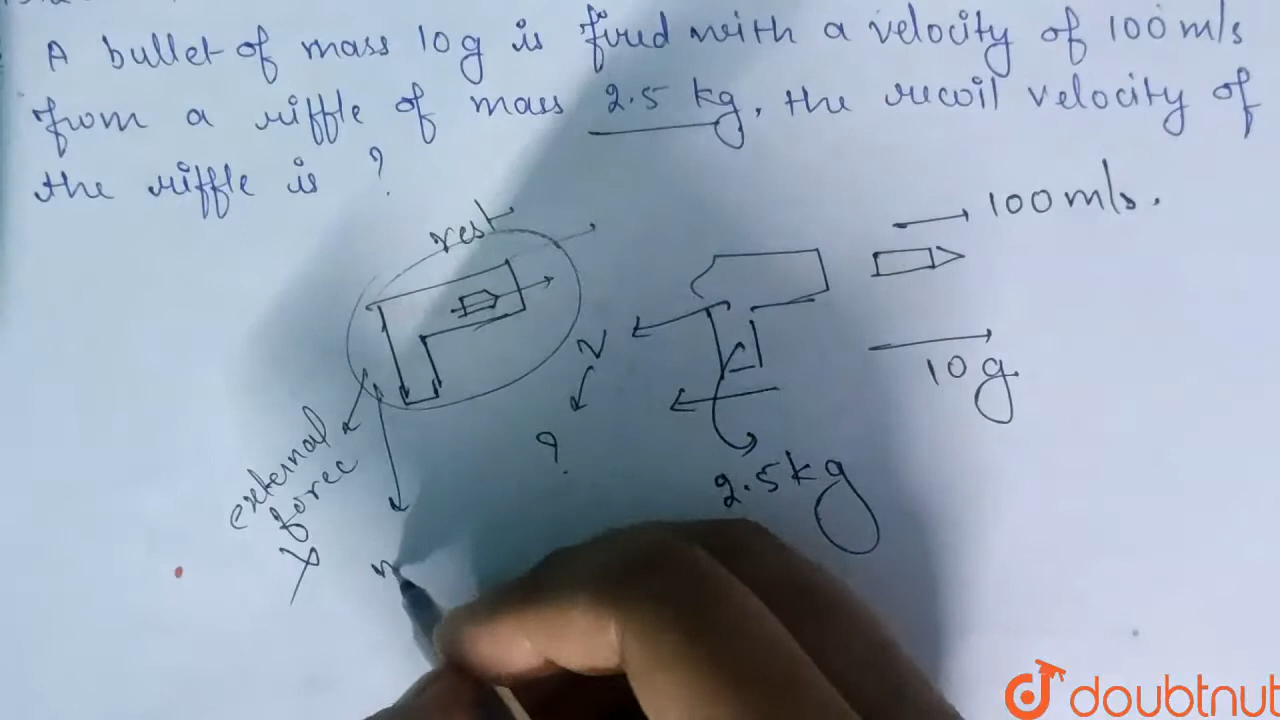 A bullet of mass 10g is fired with a velocity of 100 m/s
from a riffle of mass 2.5 kg, the recoil velocity of
the riffle is ?
rest
100 m/s.
10g
v
?
2.5 kg
external
forec
doubtnut